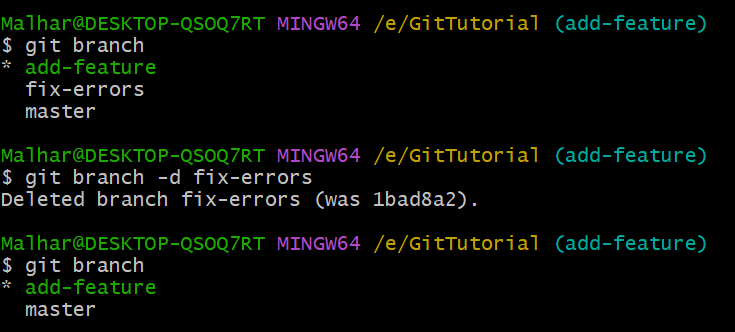 Malhar@DESKTOP-QSOQ7RT MINGW64 /e/GitTutorial (add-feature)
$ git branch
* add-feature
  fix-errors
  master

Malhar@DESKTOP-QSOQ7RT MINGW64 /e/GitTutorial (add-feature)
$ git branch -d fix-errors
Deleted branch fix-errors (was 1bad8a2).

Malhar@DESKTOP-QSOQ7RT MINGW64 /e/GitTutorial (add-feature)
$ git branch
* add-feature
  master